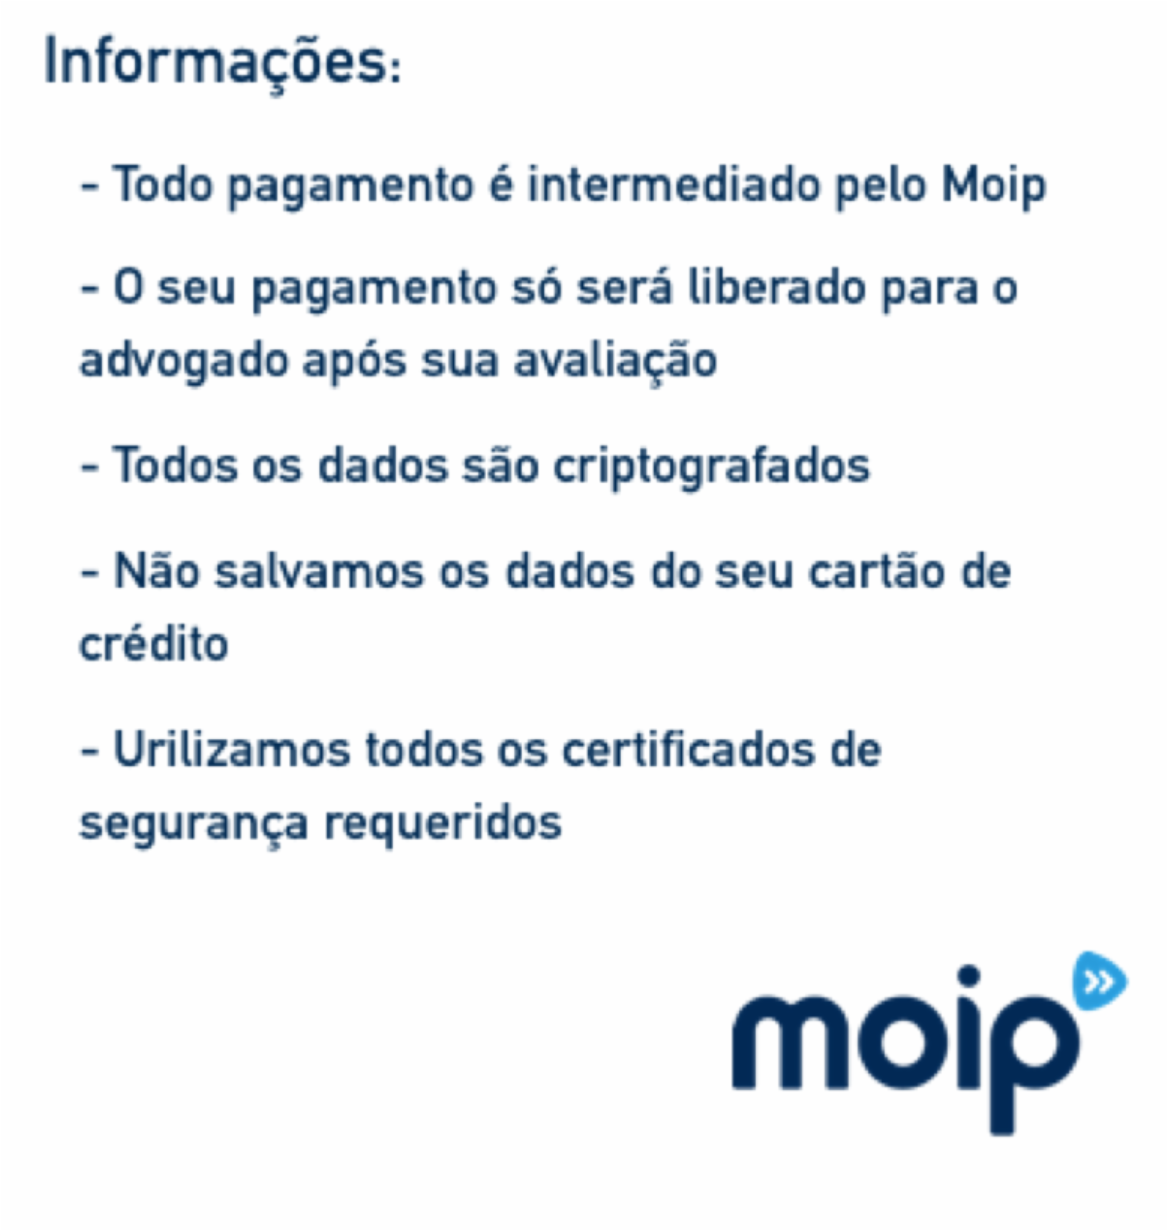 Informações:
- Todo pagamento é intermediado pelo Moip
- O seu pagamento só será liberado para o
advogado após sua avaliação
- Todos os dados são criptografados
- Não salvamos os dados do seu cartão de
crédito
- Urilizamos todos os certificados de
segurança requeridos
moip